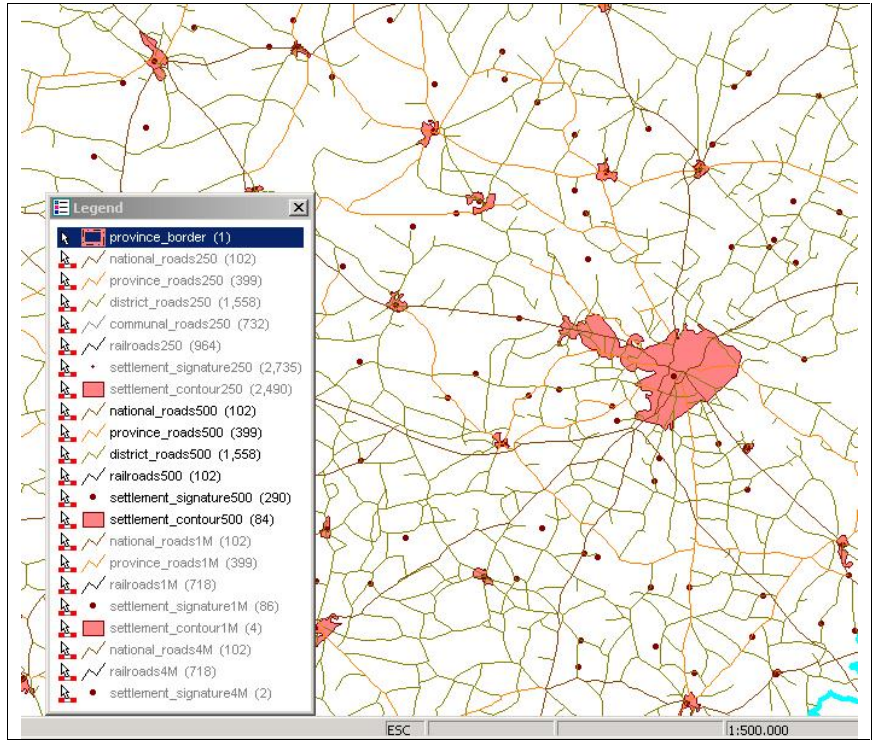 Legend
province_border (1)
national_roads250 (102)
province_roads250 (399)
district_roads250 (1,558)
communal_roads250 (732)
railroads250 (964)
settlement_signature250 (2,735)
settlement_contour250 (2,490)
national_roads500 (102)
province_roads500 (399)
district_roads500 (1,558)
railroads500 (102)
settlement_signature500 (290)
settlement_contour500 (84)
national_roads1M (102)
province_roads1M (399)
railroads1M (718)
settlement_signature1M (86)
settlement_contour1M (4)
national_roads4M (102)
railroads4M (718)
settlement_signature4M (2)
ESC
1:500.000